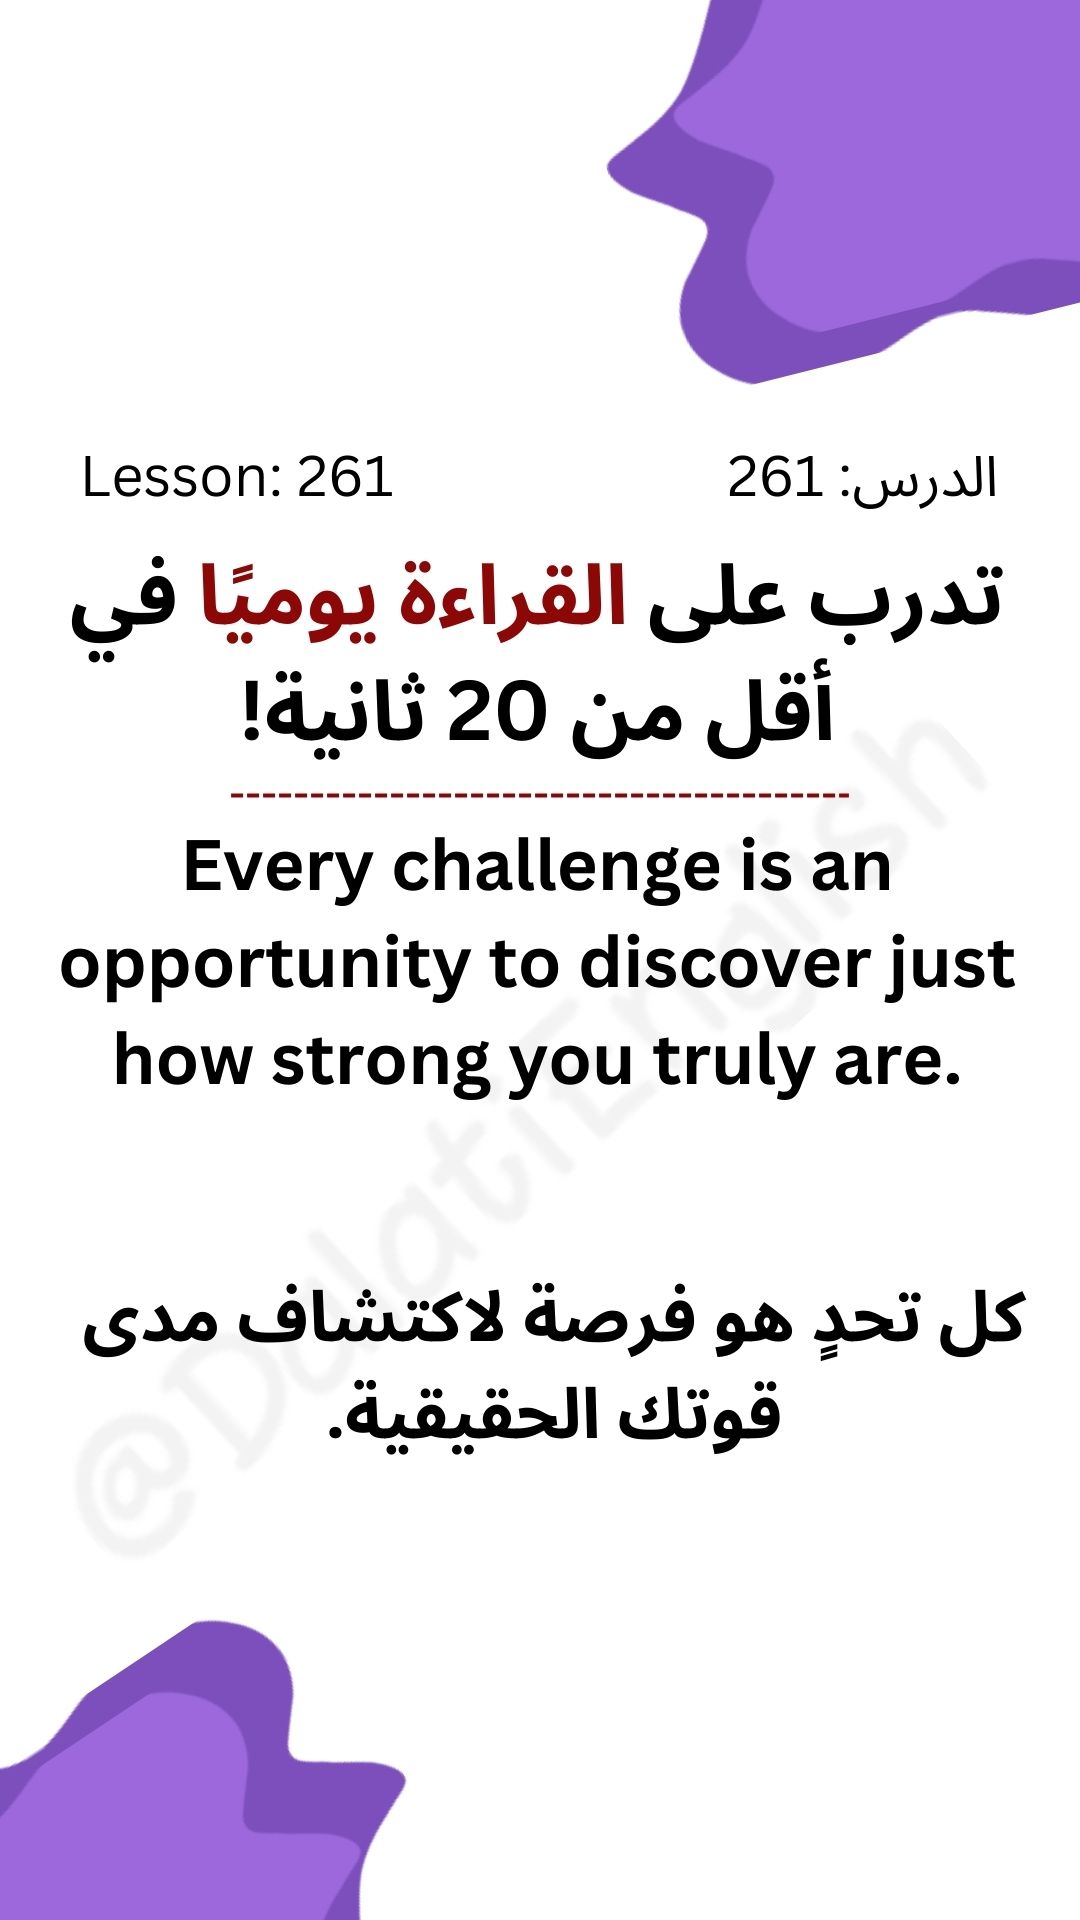 Lesson: 261
الدرس: 261
تدرب على القراءة يوميًا في
أقل من 20 ثانية!
---------------------------------------
Every challenge is an
opportunity to discover just
how strong you truly are.
كل تحدٍ هو فرصة لاكتشاف مدى
قوتك الحقيقية.
@DalatiEnglish